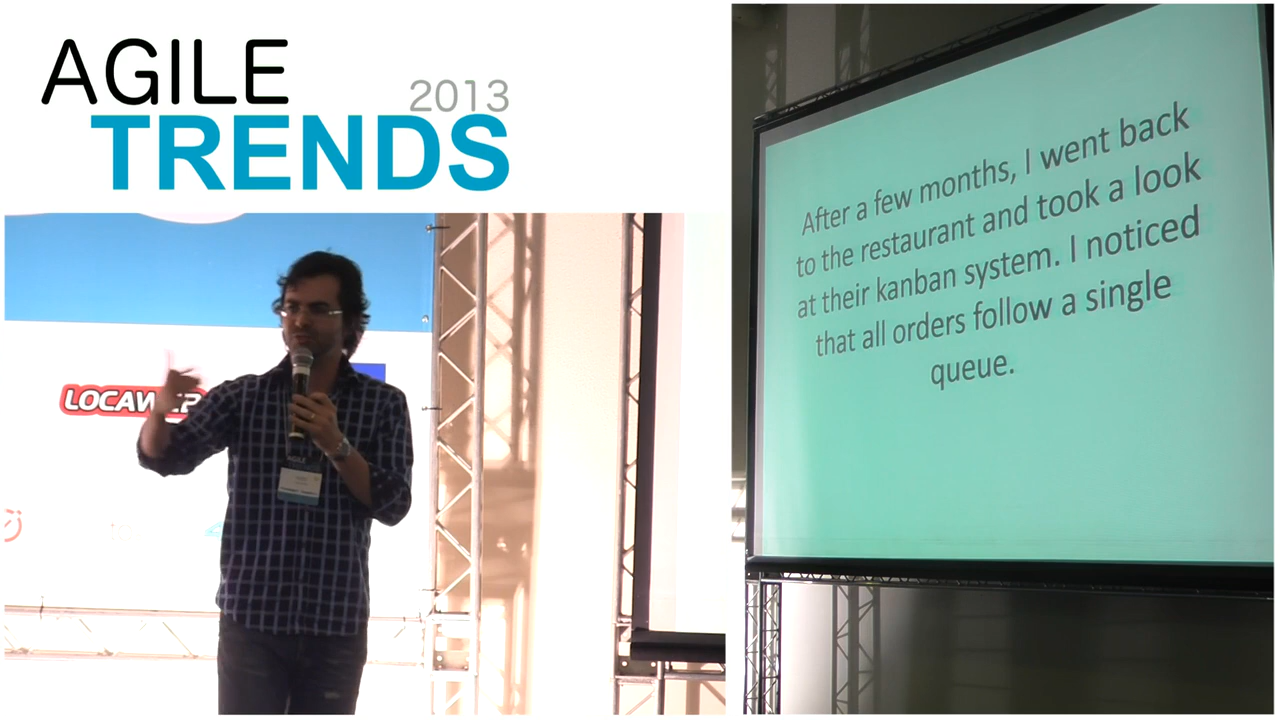 AGILE
2013
TRENDS
LOCAWEB
AGILE
After a few months, I went back
to the restaurant and took a look
at their kanban system. I noticed
that all orders follow a single
queue.